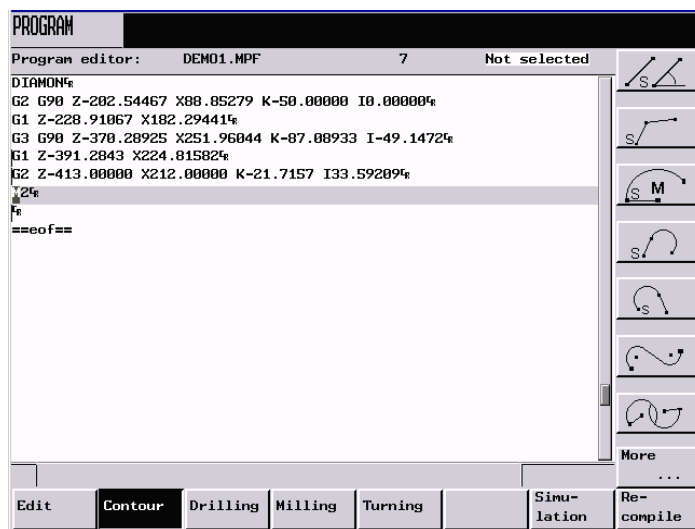 PROGRAM
Program editor: DEMO1.MPF 7 Not selected
DIAMON
G2 G90 Z-202.54467 X88.85279 K-50.00000 I0.00000
G1 Z-228.91067 X182.29441
G3 G90 Z-370.28925 X251.96044 K-87.08933 I-49.1472
G1 Z-391.2843 X224.81582
G2 Z-413.00000 X212.00000 K-21.7157 I33.59209
==eof==
S
S
S M
S
S
More
...
Edit Contour Drilling Milling Turning Simu-lation Re-compile